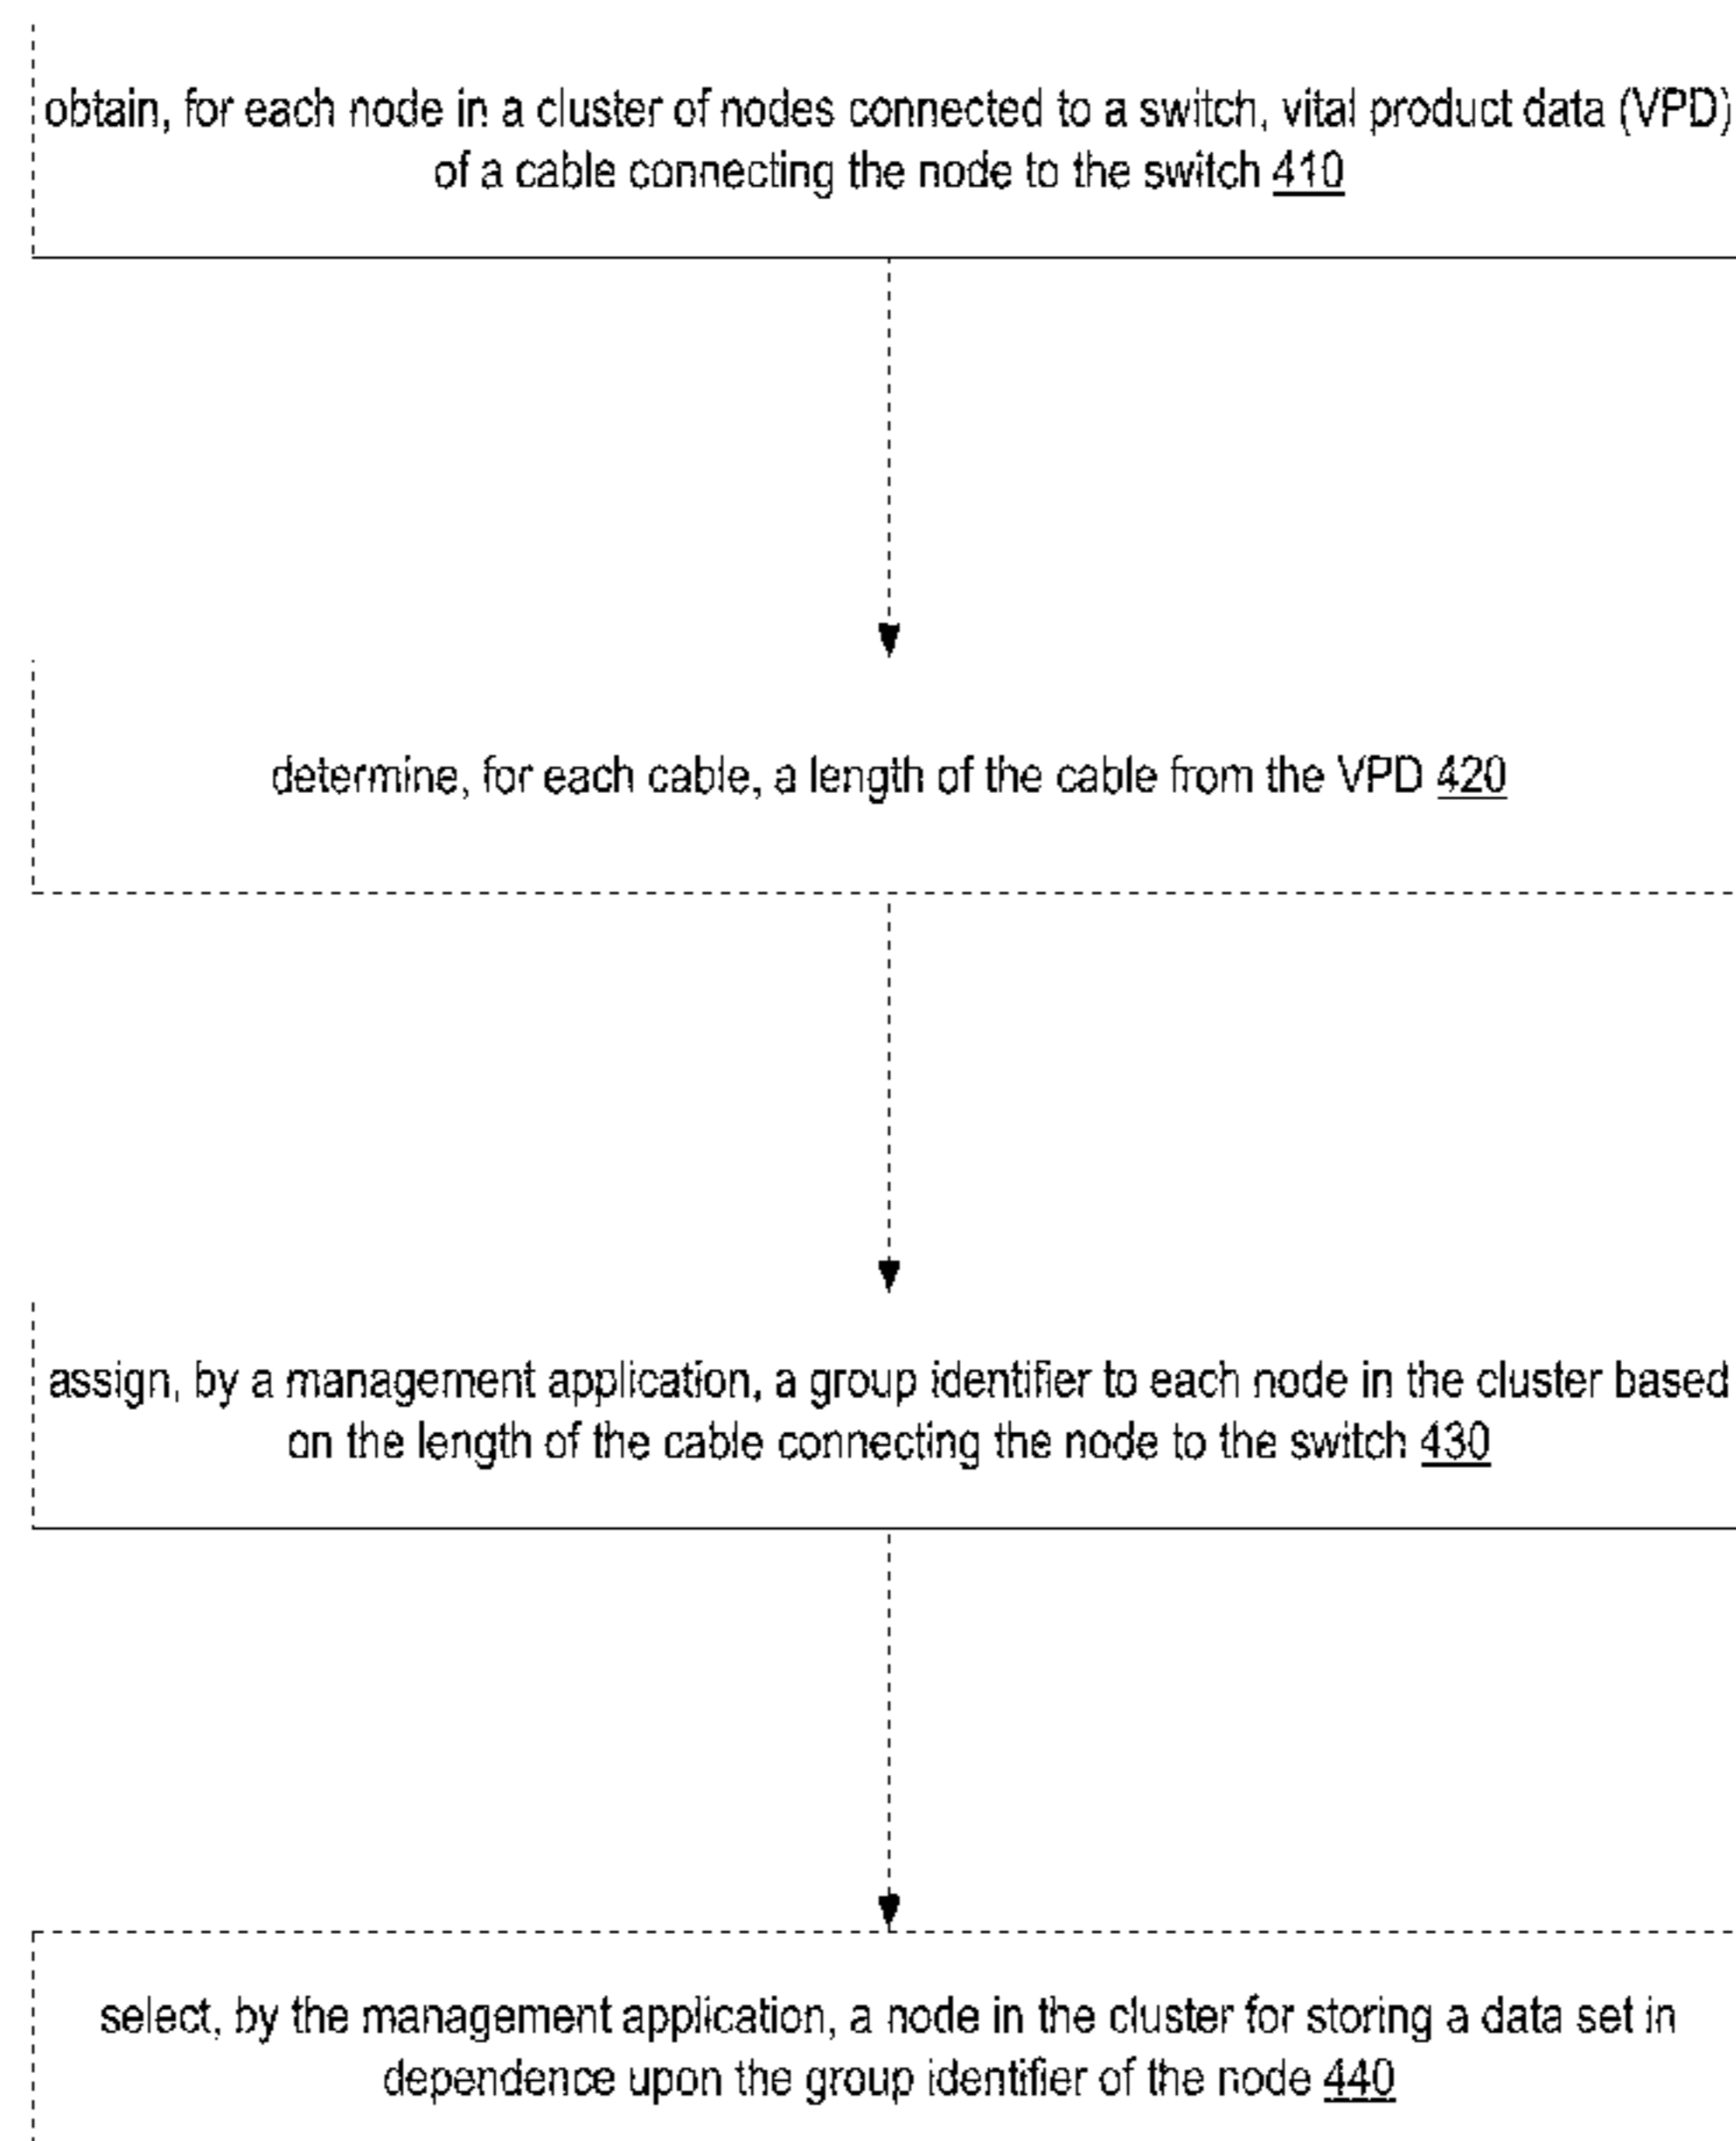 obtain, for each node in a cluster of nodes connected to a switch, vital product data (VPD)
of a cable connecting the node to the switch 410
determine, for each cable, a length of the cable from the VPD 420
assign, by a management application, a group identifier to each node in the cluster based
on the length of the cable connecting the node to the switch 430
select, by the management application, a node in the cluster for storing a data set in
dependence upon the group identifier of the node 440